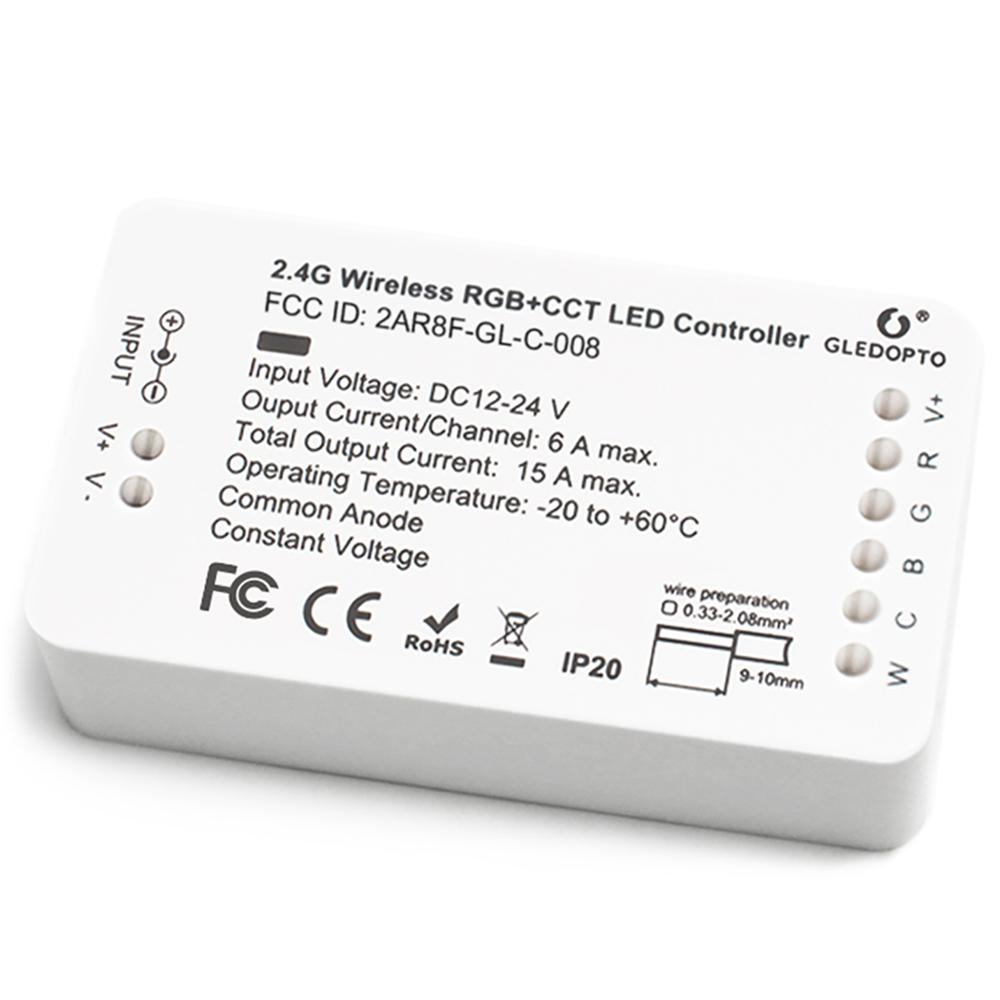 2.4G Wireless RGB+CCT LED Controller
FCC ID: 2AR8F-GL-C-008
GLEDOPTO®
Input Voltage: DC12-24 V
Ouput Current/Channel: 6 A max.
Total Output Current: 15 A max.
Operating Temperature: -20 to +60°C
Common Anode
Constant Voltage
INPUT
+
-
V+
V-
V+
R
G
B
C
W
FC CE RoHS IP20
wire preparation
0.33-2.08mm²
9-10mm